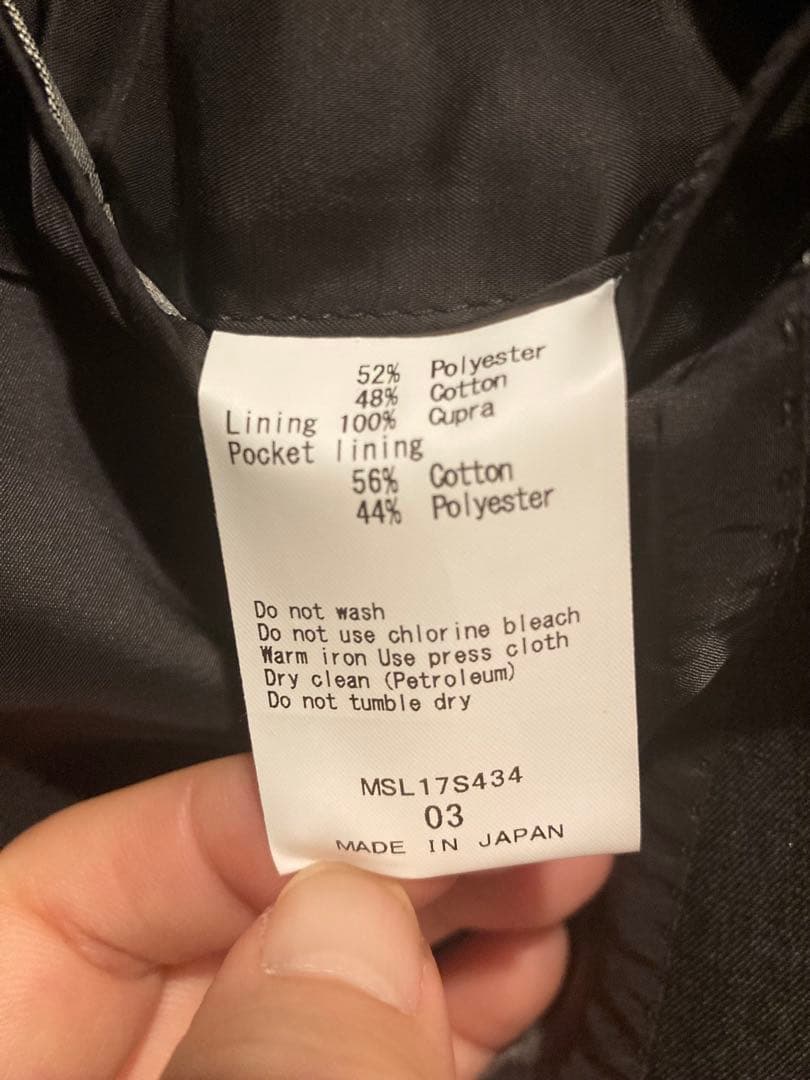 52% Polyester
48% Cotton
Lining 100% Cupra
Pocket lining
56% Cotton
44% Polyester
Do not wash
Do not use chlorine bleach
Warm iron Use press cloth
Dry clean (Petroleum)
Do not tumble dry
MSL17S434
03
MADE IN JAPAN